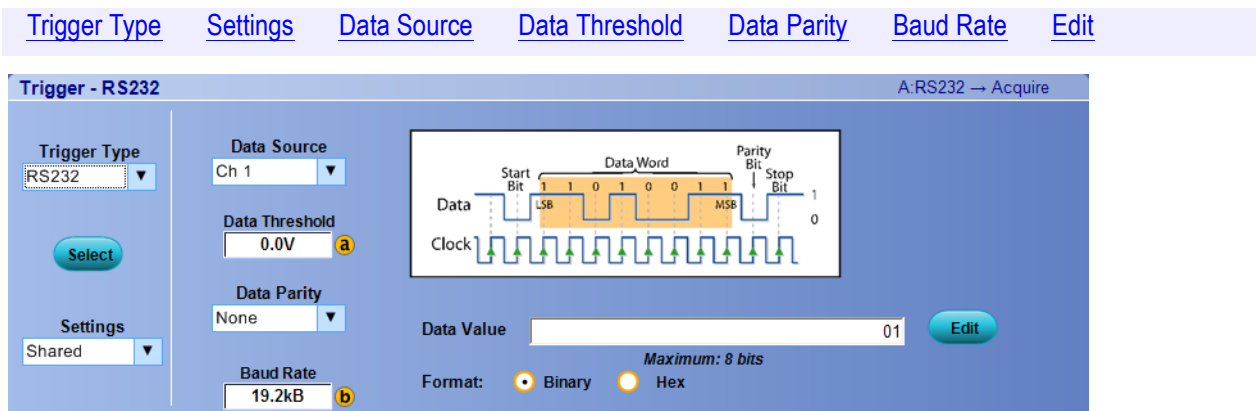 Trigger Type Settings Data Source Data Threshold Data Parity Baud Rate Edit
Trigger - RS232 A:RS232 → Acquire
Trigger Type
RS232
Select
Settings
Shared
Data Source
Ch 1
Data Threshold
0.0V a
Data Parity
None
Baud Rate
19.2kB b
Data Word
Parity
Bit
Start
Bit
Stop
Bit
1 1 0 1 0 0 1 1
LSB MSB
Data
1
0
Clock
Data Value 01 Edit
Maximum: 8 bits
Format: Binary Hex